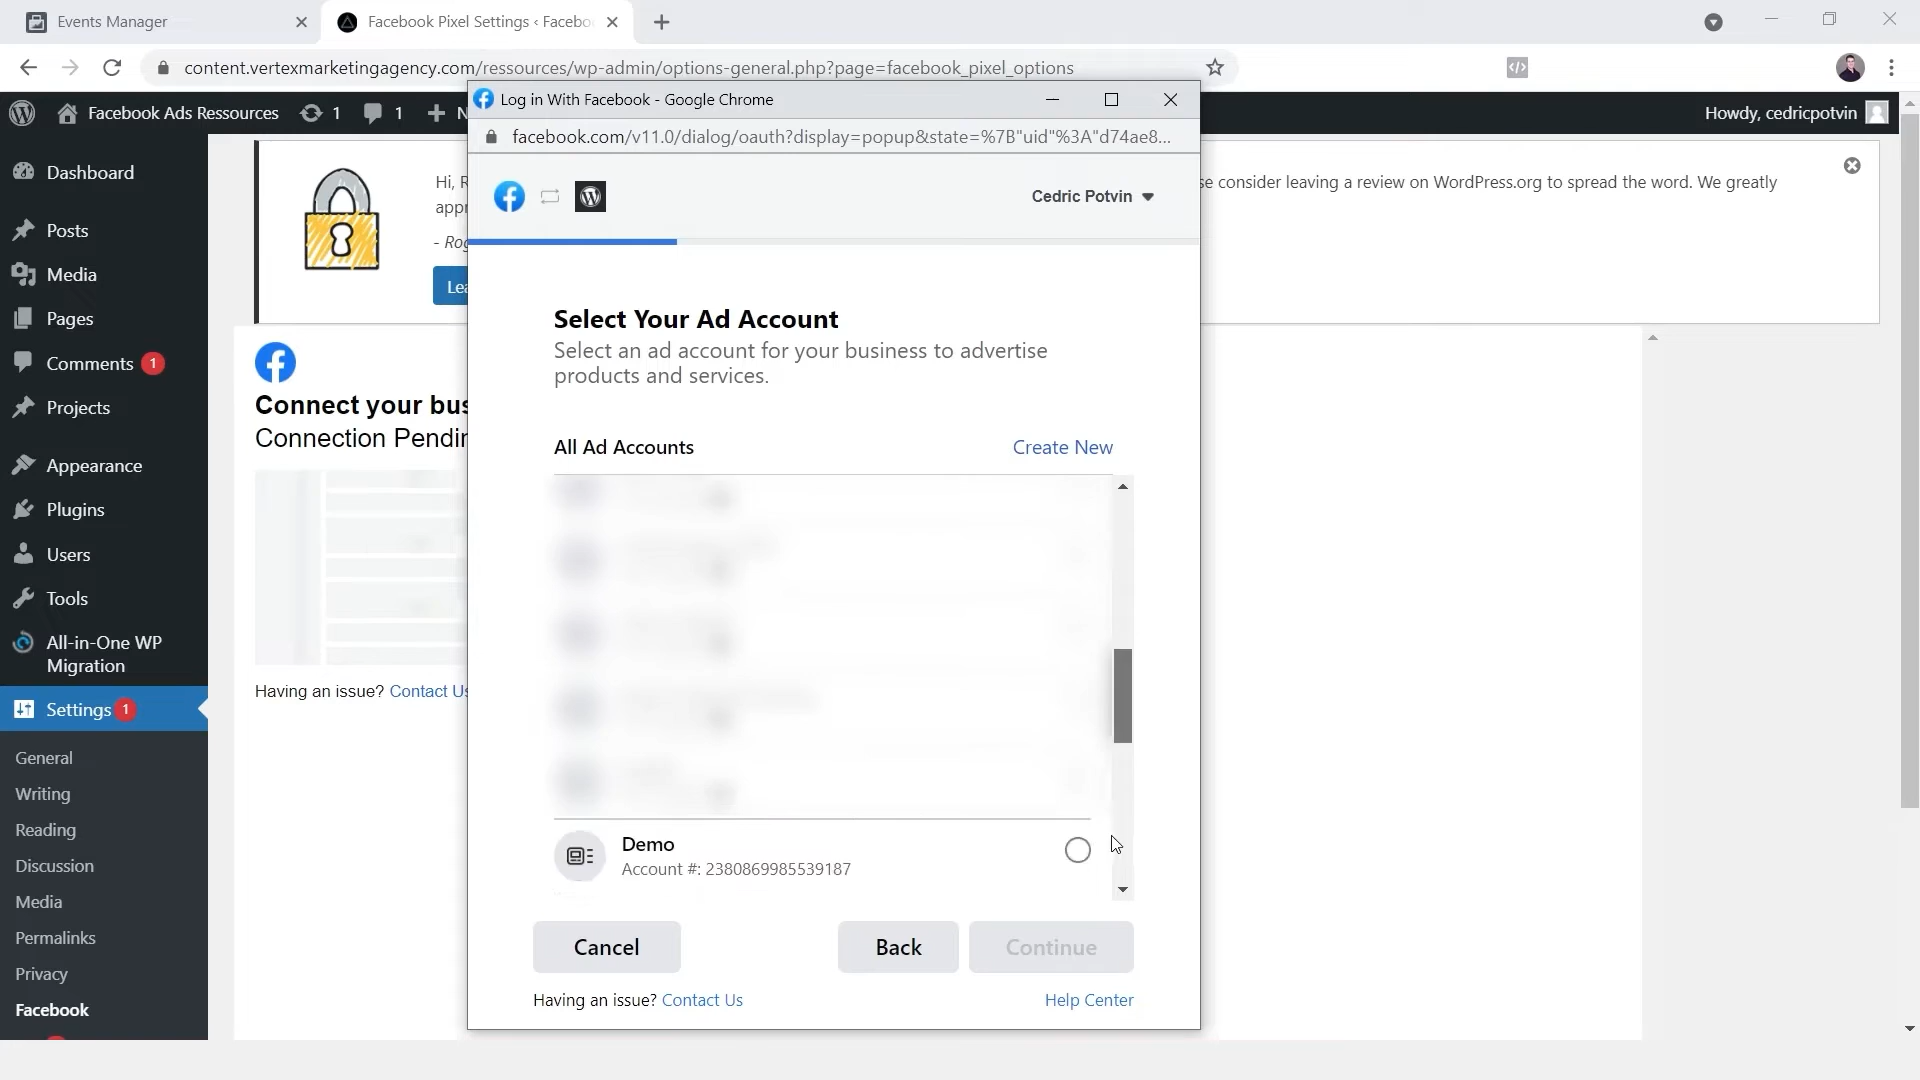 Events Manager
Facebook Pixel Settings ‹ Facebo
content.vertexmarketingagency.com/ressources/wp-admin/options-general.php?page=facebook_pixel_options
Facebook Ads Ressources
1
1
N
Howdy, cedricpotvin
Log in With Facebook - Google Chrome
facebook.com/v11.0/dialog/oauth?display=popup&state=%7B"uid"%3A"d74ae8...
Cedric Potvin
Dashboard
Posts
Media
Pages
Comments 1
Projects
Appearance
Plugins
Users
Tools
All-in-One WP
Migration
Settings 1
General
Writing
Reading
Discussion
Media
Permalinks
Privacy
Facebook
Hi, R
se consider leaving a review on WordPress.org to spread the word. We greatly
appr
- Rog
Lea
Connect your bus
Connection Pendin
Having an issue? Contact Us
Select Your Ad Account
Select an ad account for your business to advertise
products and services.
All Ad Accounts
Create New
Demo
Account #: 2380869985539187
Cancel
Back
Continue
Having an issue? Contact Us
Help Center